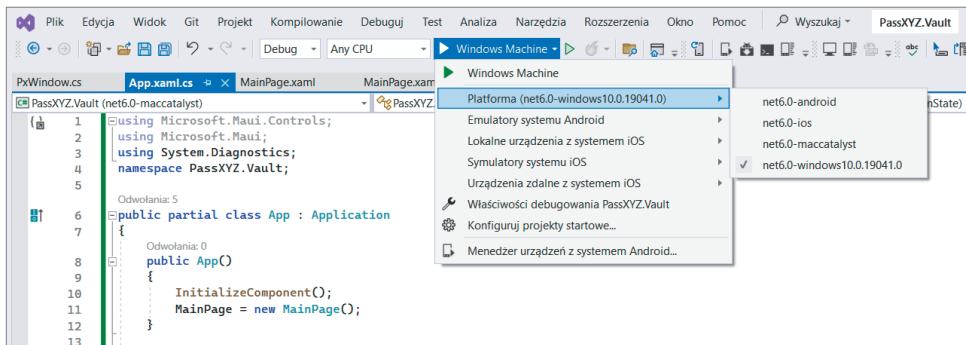 Plik Edycja Widok Git Projekt Kompilowanie Debuguj Test Analiza Narzędzia Rozszerzenia Okno Pomoc Wyszukaj PassXYZ.Vault
Debug Any CPU Windows Machine
PxWindow.cs App.xaml.cs MainPage.xaml MainPage.xam
C# PassXYZ.Vault (net6.0-maccatalyst) PassXYZ. nState)
Windows Machine
Platforma (net6.0-windows10.0.19041.0)
Emulatory systemu Android
Lokalne urządzenia z systemem iOS
Symulatory systemu iOS
Urządzenia zdalne z systemem iOS
Właściwości debugowania PassXYZ.Vault
Konfiguruj projekty startowe...
Menedżer urządzeń z systemem Android...
net6.0-android
net6.0-ios
net6.0-maccatalyst
net6.0-windows10.0.19041.0
1 using Microsoft.Maui.Controls;
2 using Microsoft.Maui;
3 using System.Diagnostics;
4 namespace PassXYZ.Vault;
5
Odwołania: 5
6 public partial class App : Application
7 {
Odwołania: 0
8 public App()
9 {
10 InitializeComponent();
11 MainPage = new MainPage();
12 }
13